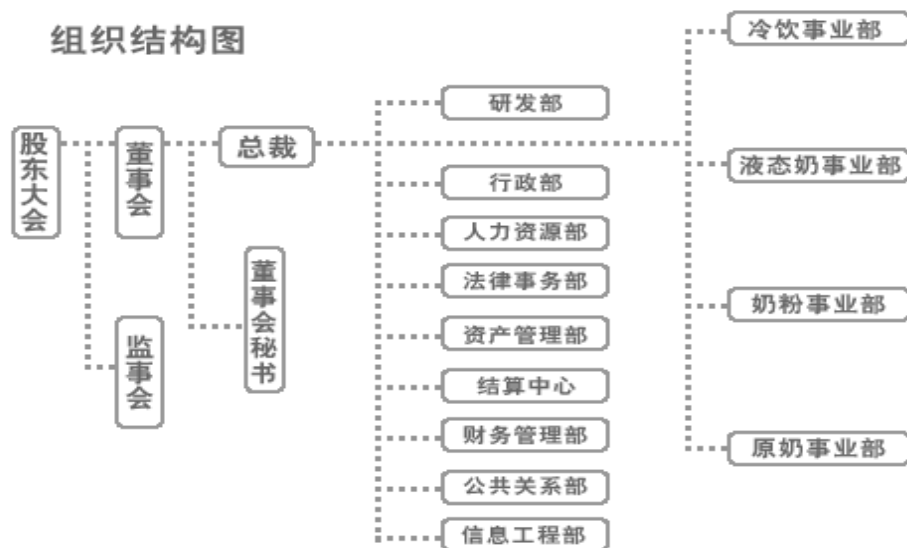 组织结构图
股东大会
董事会
监事会
总裁
董事会秘书
研发部
行政部
人力资源部
法律事务部
资产管理部
结算中心
财务管理部
公共关系部
信息工程部
冷饮事业部
液态奶事业部
奶粉事业部
原奶事业部